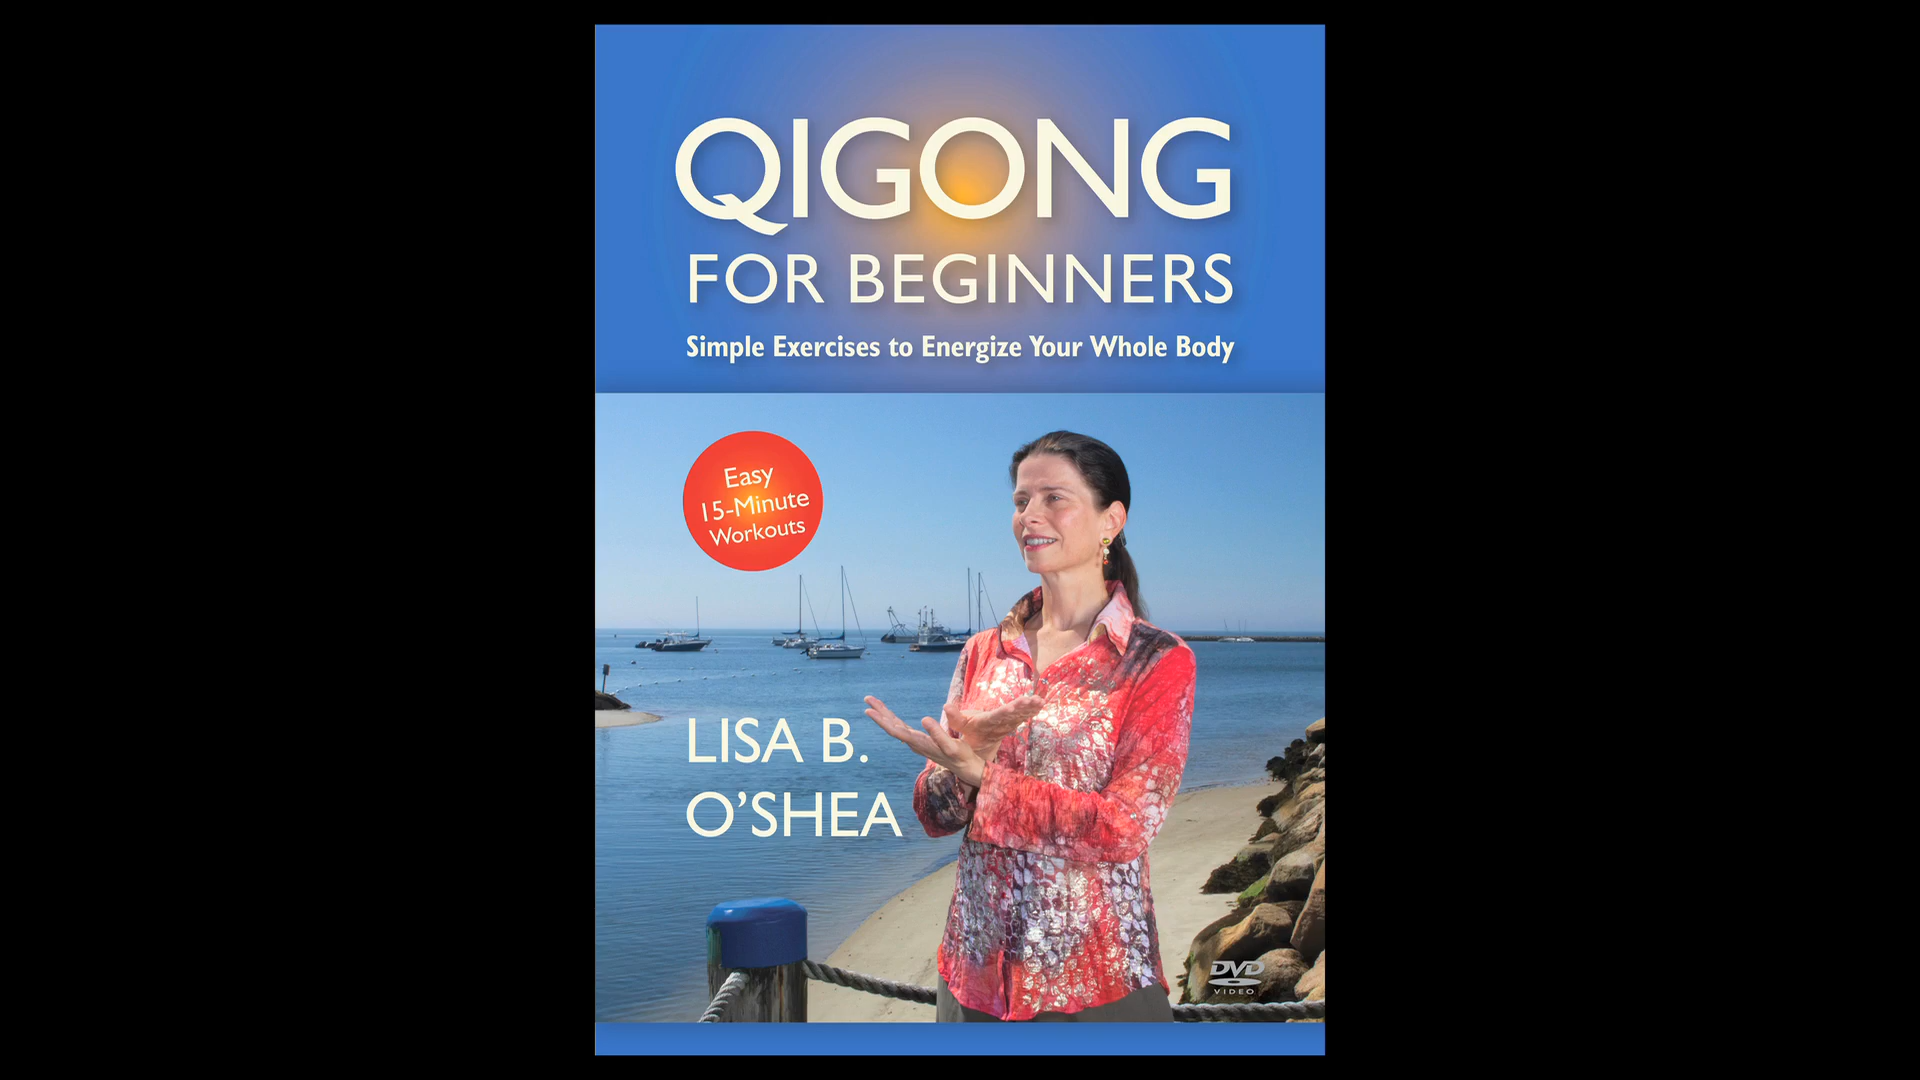 QIGONG
FOR BEGINNERS
Simple Exercises to Energize Your Whole Body
Easy
15-Minute
Workouts
LISA B.
O’SHEA
DVD
VIDEO